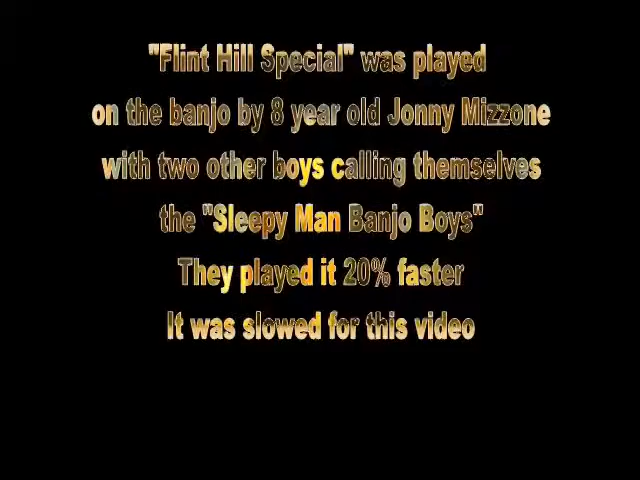 "Flint Hill Special" was played
on the banjo by 8 year old Jonny Mizzone
with two other boys calling themselves
the "Sleepy Man Banjo Boys"
They played it 20% faster
It was slowed for this video